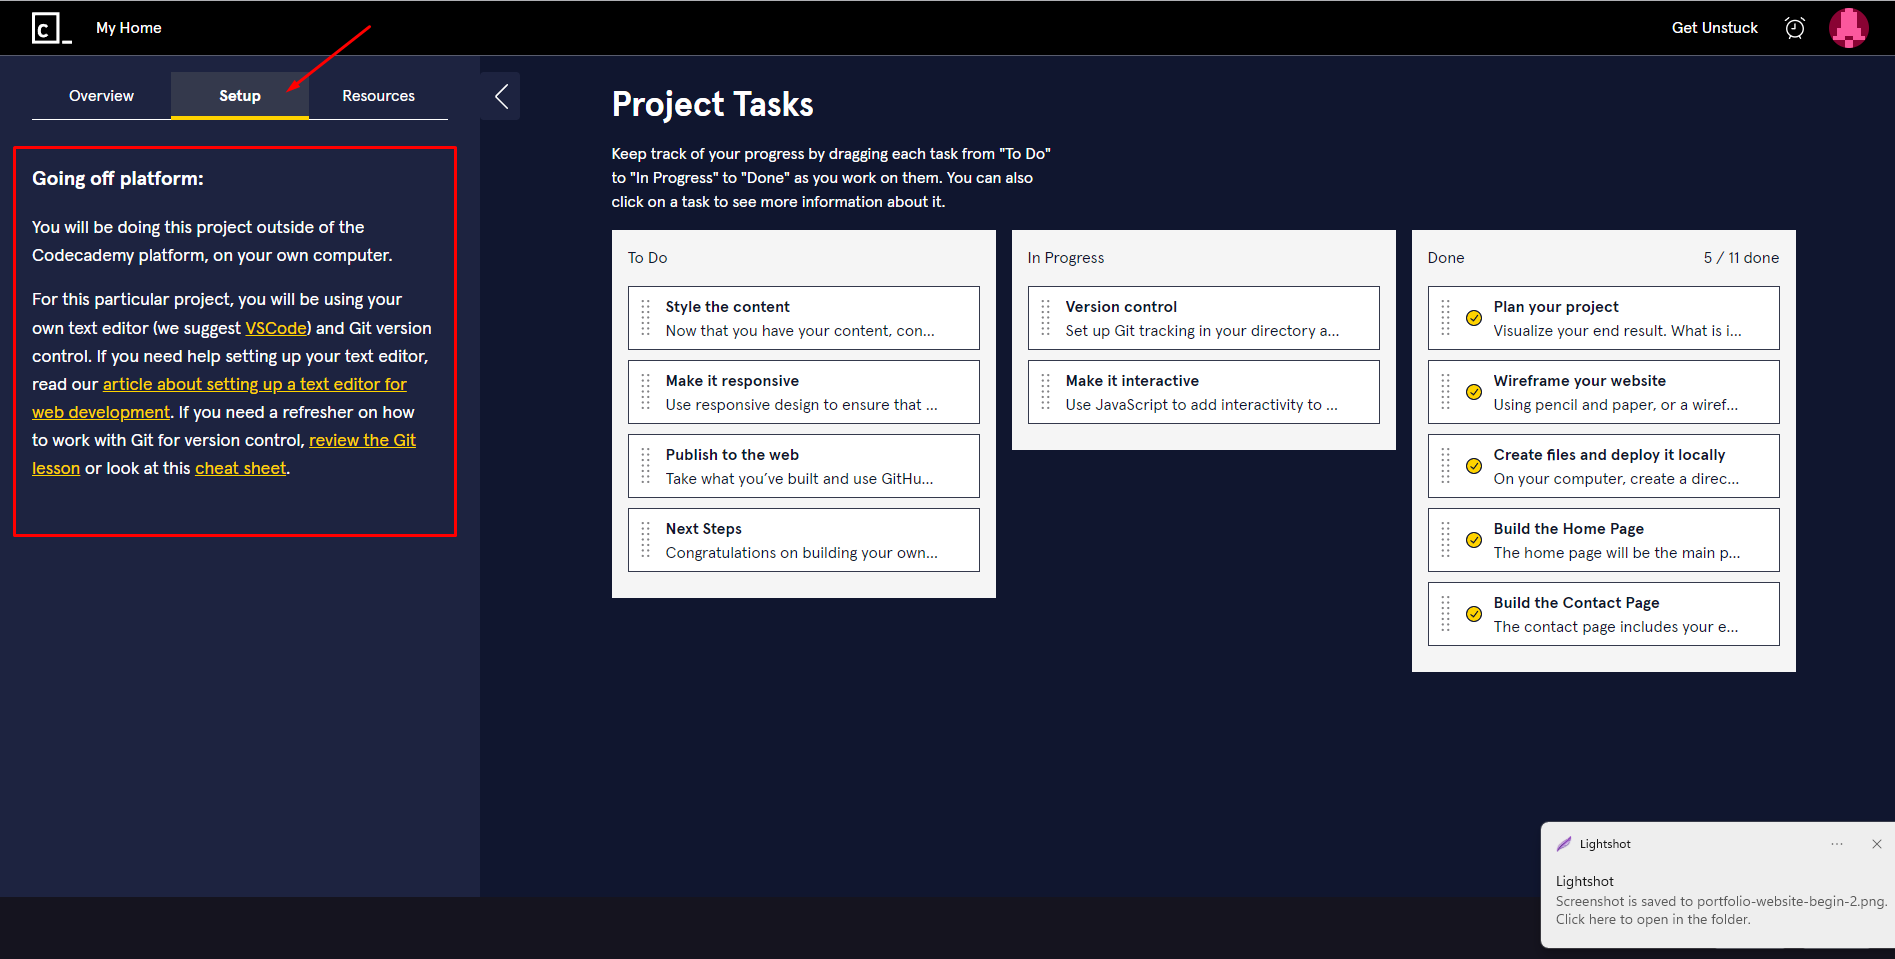 My Home
Get Unstuck
Overview
Setup
Resources
Going off platform:
You will be doing this project outside of the
Codecademy platform, on your own computer.
For this particular project, you will be using your
own text editor (we suggest VSCode) and Git version
control. If you need help setting up your text editor,
read our article about setting up a text editor for
web development. If you need a refresher on how
to work with Git for version control, review the Git
lesson or look at this cheat sheet.
Project Tasks
Keep track of your progress by dragging each task from "To Do"
to "In Progress" to "Done" as you work on them. You can also
click on a task to see more information about it.
To Do
Style the content
Now that you have your content, con...
Make it responsive
Use responsive design to ensure that ...
Publish to the web
Take what you’ve built and use GitHu...
Next Steps
Congratulations on building your own...
In Progress
Version control
Set up Git tracking in your directory a...
Make it interactive
Use JavaScript to add interactivity to ...
Done
5 / 11 done
Plan your project
Visualize your end result. What is i...
Wireframe your website
Using pencil and paper, or a wiref...
Create files and deploy it locally
On your computer, create a direc...
Build the Home Page
The home page will be the main p...
Build the Contact Page
The contact page includes your e...
Lightshot
Lightshot
Screenshot is saved to portfolio-website-begin-2.png.
Click here to open in the folder.